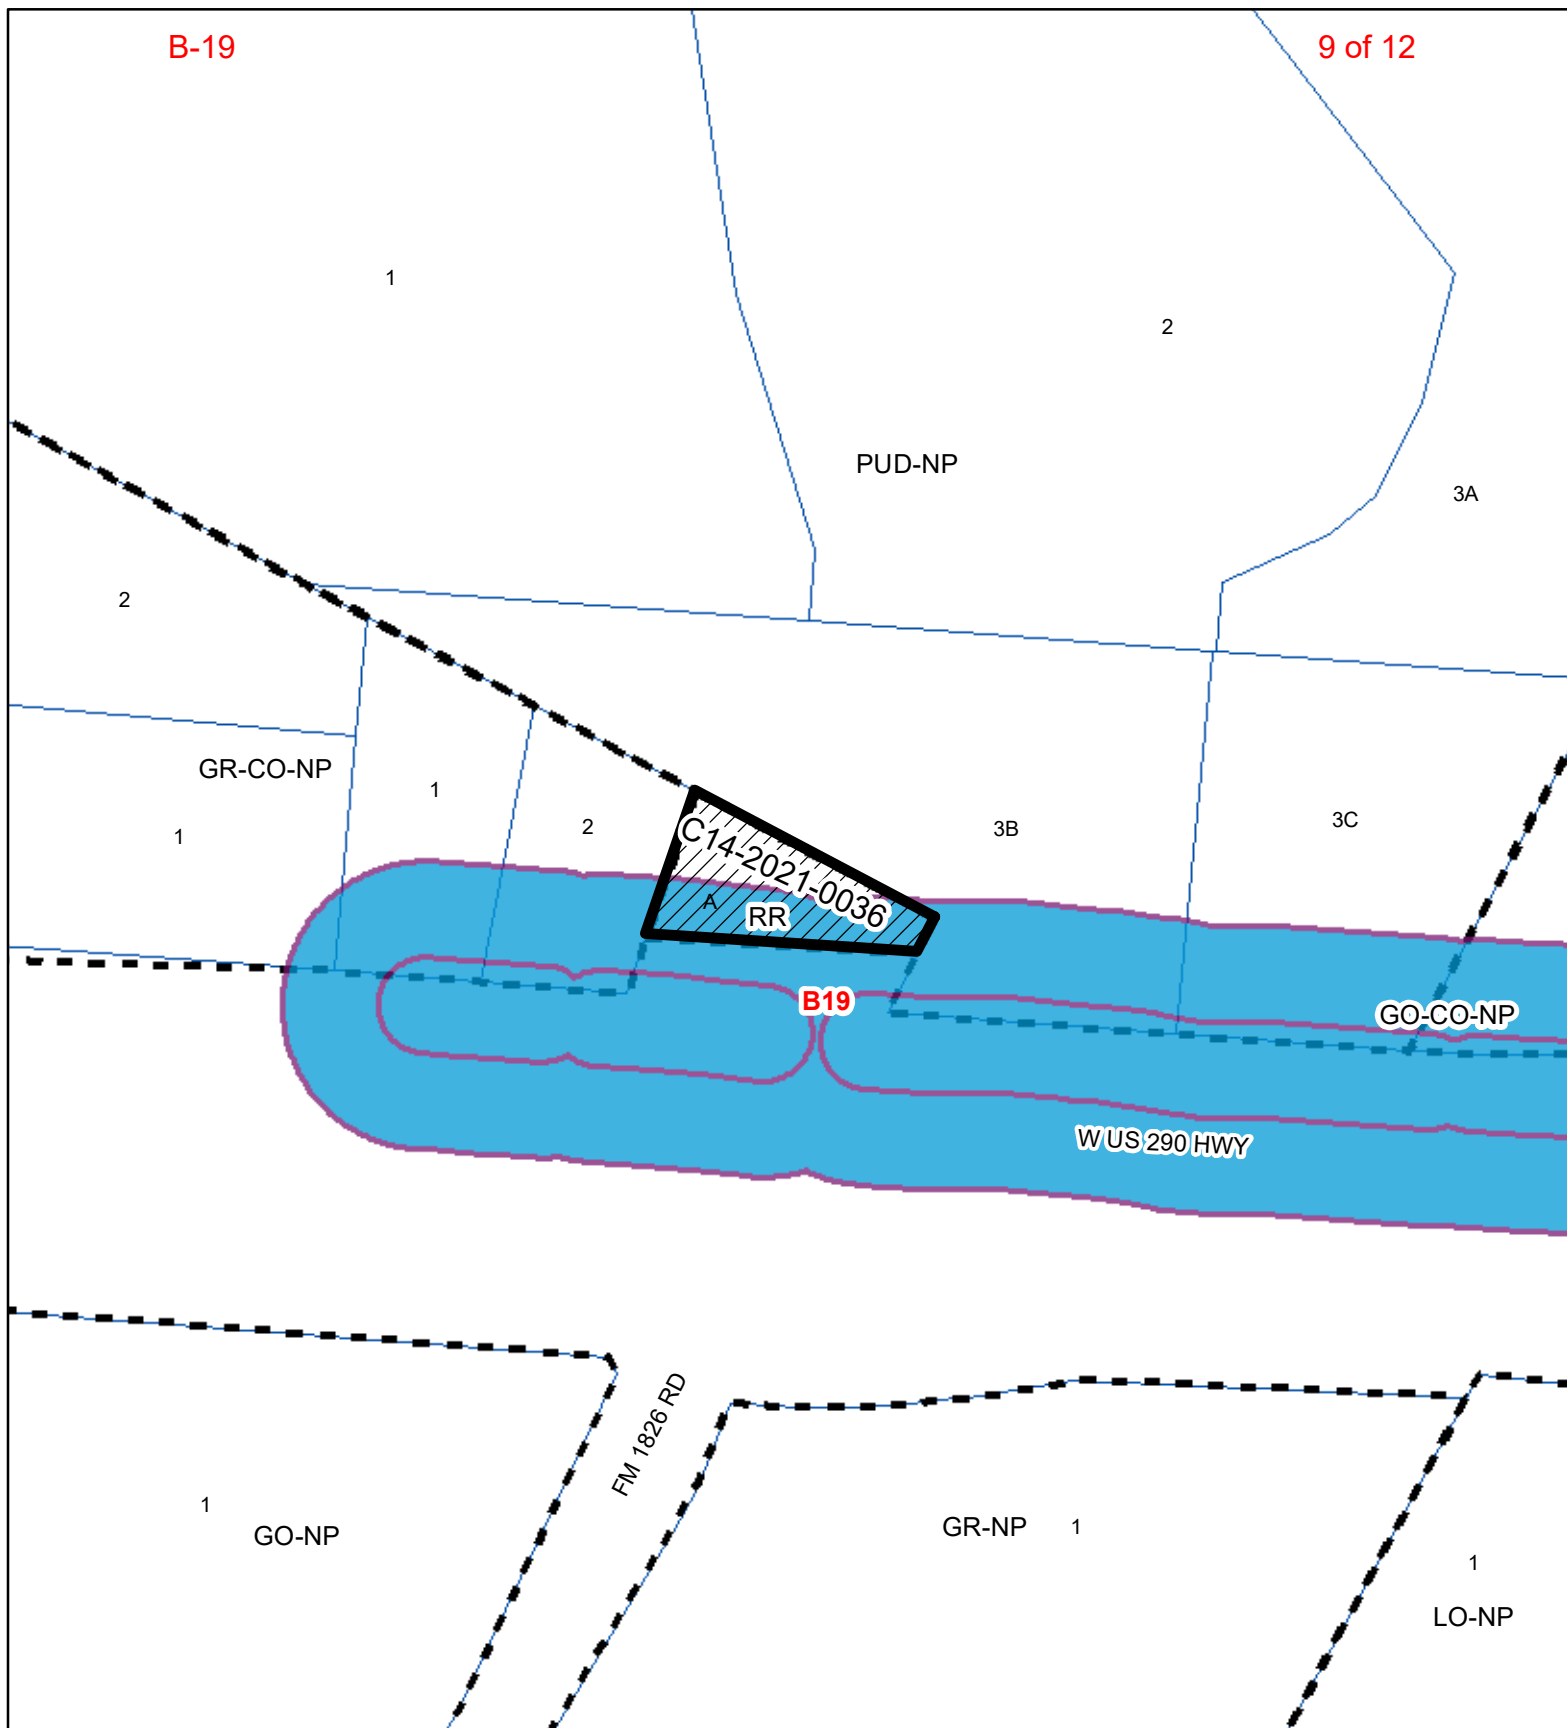 B-19
9 of 12
1
2
PUD-NP
3A
2
GR-CO-NP
1
1
2
3B
3C
C14-2021-0036
A
RR
B19
GO-CO-NP
W US 290 HWY
FM 1826 RD
1
GO-NP
GR-NP
1
1
LO-NP